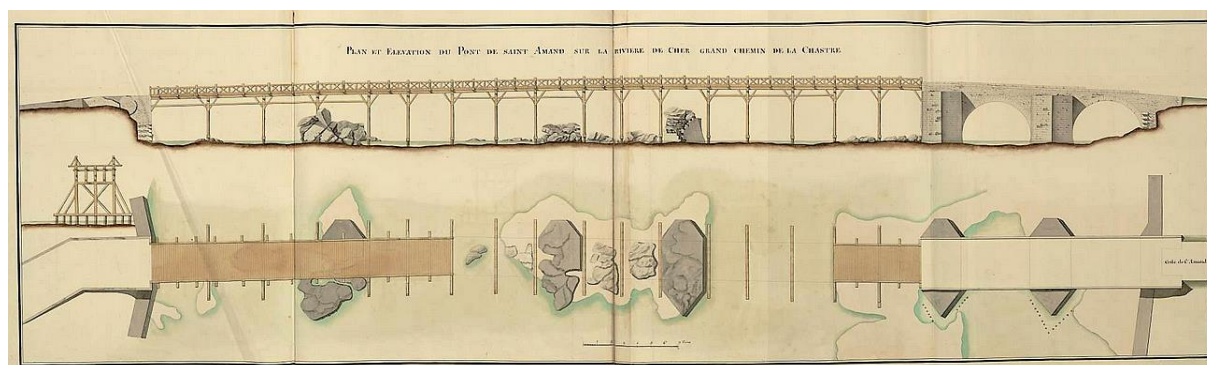 PLAN ET ELEVATION DU PONT DE SAINT AMAND SUR LA RIVIERE DE CHER GRAND CHEMIN DE LA CHASTRE